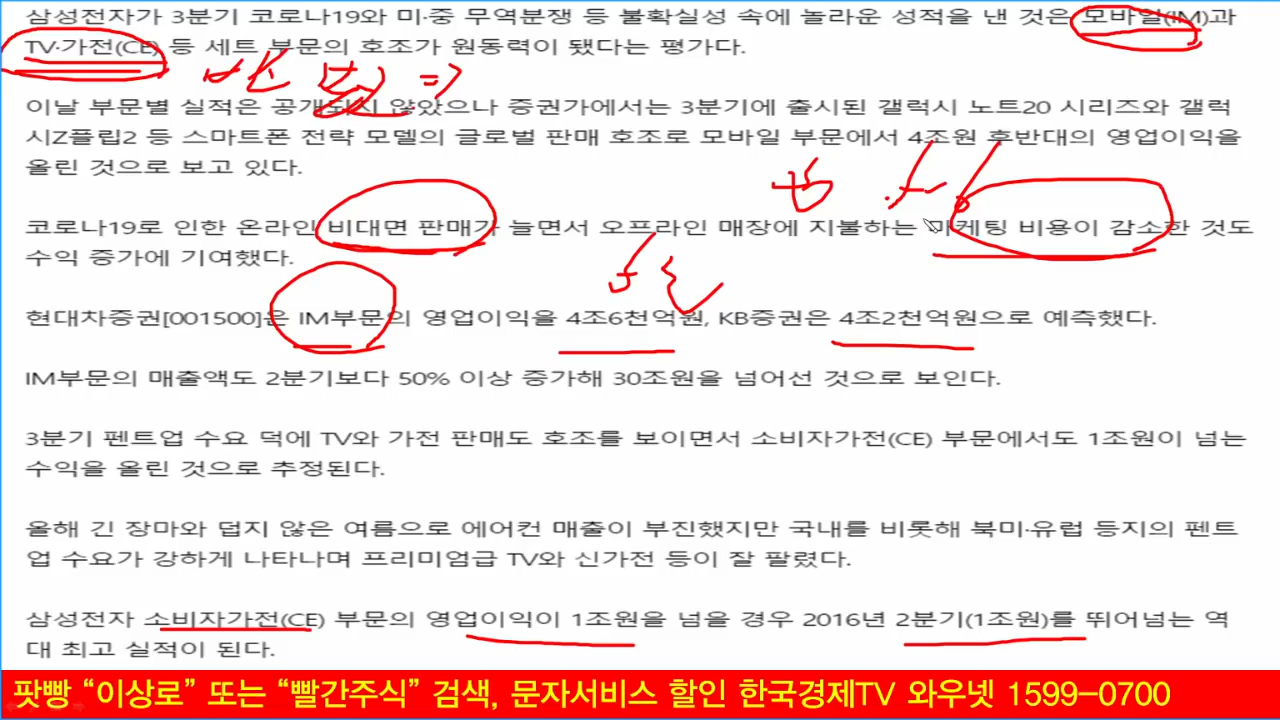 삼성전자가 3분기 코로나19와 미·중 무역분쟁 등 불확실성 속에 놀라운 성적을 낸 것은 모바일(IM)과
TV·가전(CE) 등 세트 부문의 호조가 원동력이 됐다는 평가다.
이날 부문별 실적은 공개되지 않았으나 증권가에서는 3분기에 출시된 갤럭시 노트20 시리즈와 갤럭
시Z플립2 등 스마트폰 전략 모델의 글로벌 판매 호조로 모바일 부문에서 4조원 후반대의 영업이익을
올린 것으로 보고 있다.
코로나19로 인한 온라인 비대면 판매가 늘면서 오프라인 매장에 지불하는 마케팅 비용이 감소한 것도
수익 증가에 기여했다.
현대차증권[001500]은 IM부문의 영업이익을 4조6천억원, KB증권은 4조2천억원으로 예측했다.
IM부문의 매출액도 2분기보다 50% 이상 증가해 30조원을 넘어선 것으로 보인다.
3분기 펜트업 수요 덕에 TV와 가전 판매도 호조를 보이면서 소비자가전(CE) 부문에서도 1조원이 넘는
수익을 올린 것으로 추정된다.
올해 긴 장마와 덥지 않은 여름으로 에어컨 매출이 부진했지만 국내를 비롯해 북미·유럽 등지의 펜트
업 수요가 강하게 나타나며 프리미엄급 TV와 신가전 등이 잘 팔렸다.
삼성전자 소비자가전(CE) 부문의 영업이익이 1조원을 넘을 경우 2016년 2분기(1조원)를 뛰어넘는 역
대 최고 실적이 된다.
팟빵 “이상로” 또는 “빨간주식” 검색, 문자서비스 할인 한국경제TV 와우넷 1599-0700